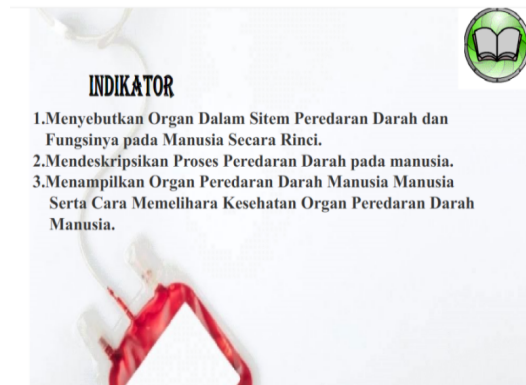 INDIKATOR
1.Menyebutkan Organ Dalam Sitem Peredaran Darah dan
Fungsinya pada Manusia Secara Rinci.
2.Mendeskripsikan Proses Peredaran Darah pada manusia.
3.Menampilkan Organ Peredaran Darah Manusia Manusia
Serta Cara Memelihara Kesehatan Organ Peredaran Darah
Manusia.